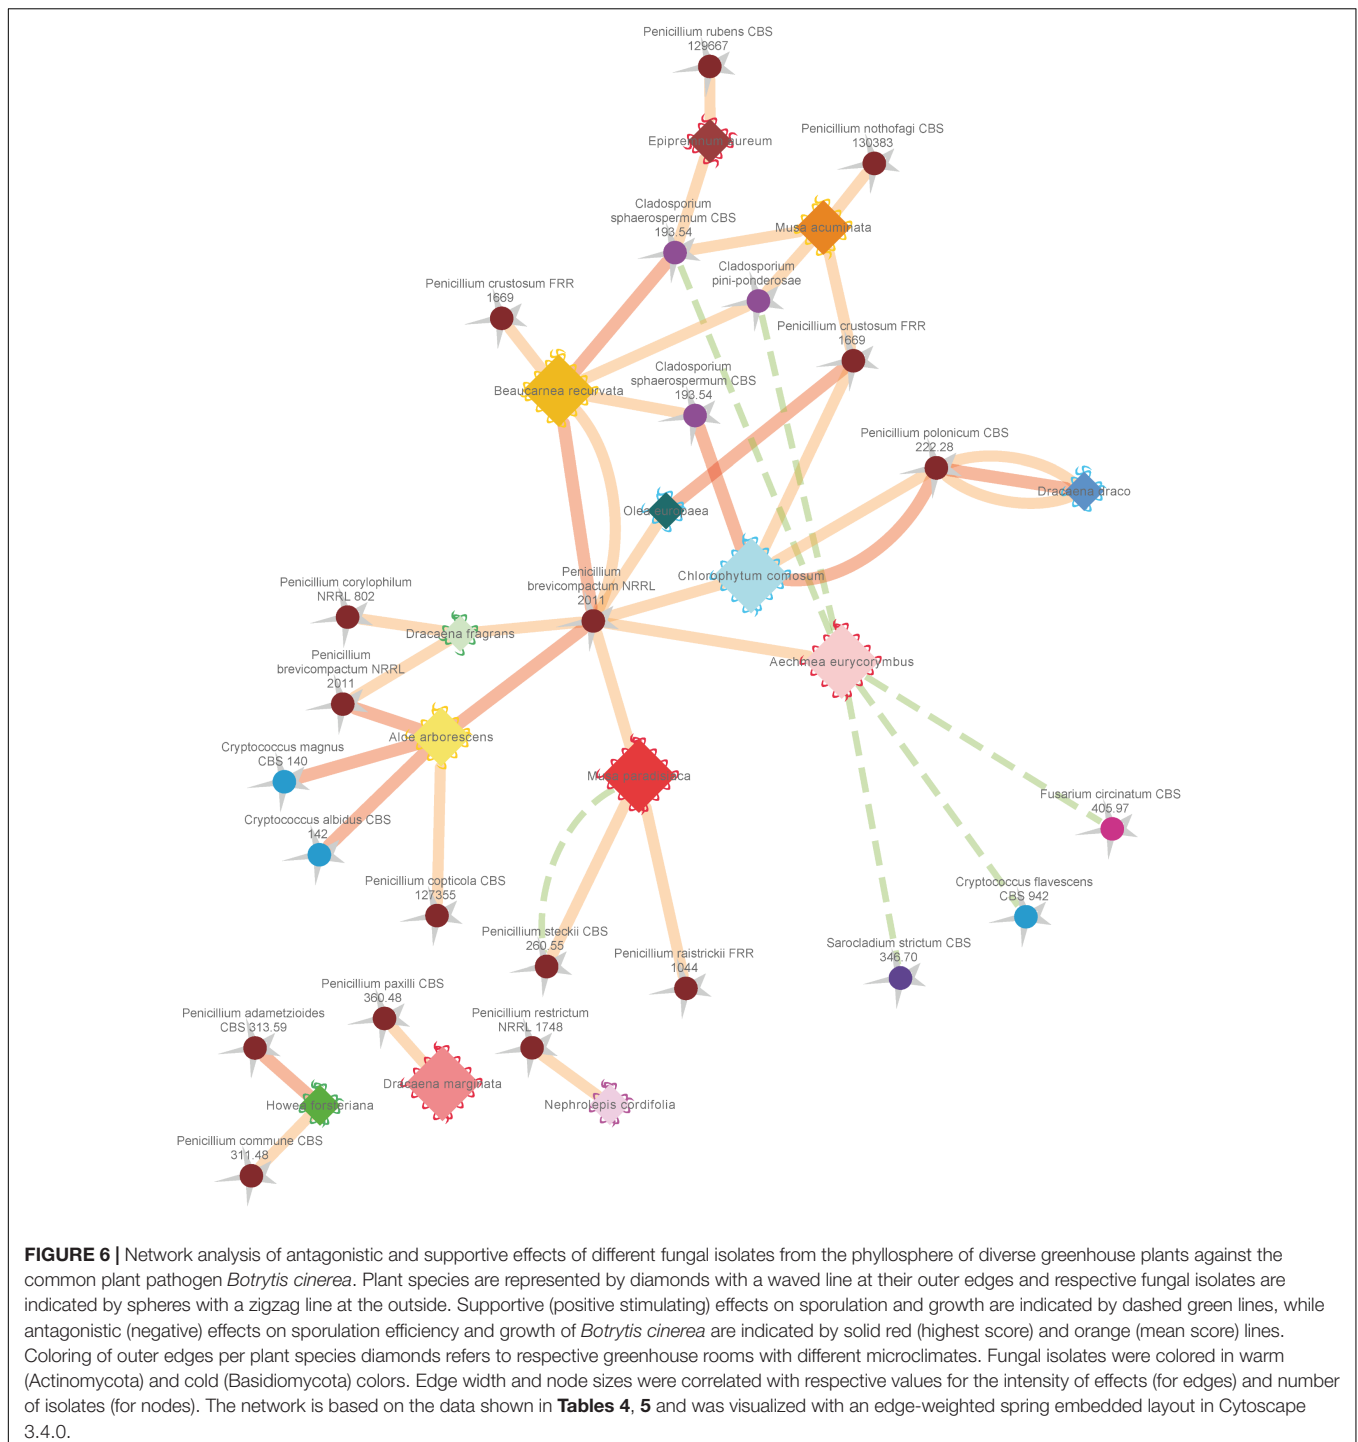 Penicillium rubens CBS
129667
Epipremnum aureum
Penicillium nothofagi CBS
130383
Cladosporium
sphaerospermum CBS
193.54
Musa acuminata
Cladosporium
pini-ponderosae
Penicillium crustosum FRR
1669
Penicillium crustosum FRR
1669
Cladosporium
sphaerospermum CBS
193.54
Beaucarnea recurvata
Penicillium polonicum CBS
222.28
Dracaena draco
Olea europaea
Chlorophytum comosum
Penicillium
brevicompactum NRRL
2011
Penicillium corylophilum
NRRL 802
Dracaena fragrans
Penicillium
brevicompactum NRRL
2011
Aechmea eurycorymbus
Aloe arborescens
Cryptococcus magnus
CBS 140
Musa paradisiaca
Cryptococcus albidus CBS
142
Fusarium circinatum CBS
405.97
Penicillium copticola CBS
127355
Cryptococcus flavescens
CBS 942
Penicillium steckii CBS
260.55
Penicillium raistrickii FRR
1044
Sarocladium strictum CBS
346.70
Penicillium paxilli CBS
360.48
Penicillium adametzioides
CBS 313.59
Penicillium restrictum
NRRL 1748
Dracaena marginata
Howea forsteriana
Nephrolepis cordifolia
Penicillium commune CBS
311.48
FIGURE 6 | Network analysis of antagonistic and supportive effects of different fungal isolates from the phyllosphere of diverse greenhouse plants against the
common plant pathogen Botrytis cinerea. Plant species are represented by diamonds with a waved line at their outer edges and respective fungal isolates are
indicated by spheres with a zigzag line at the outside. Supportive (positive stimulating) effects on sporulation and growth are indicated by dashed green lines, while
antagonistic (negative) effects on sporulation efficiency and growth of Botrytis cinerea are indicated by solid red (highest score) and orange (mean score) lines.
Coloring of outer edges per plant species diamonds refers to respective greenhouse rooms with different microclimates. Fungal isolates were colored in warm
(Actinomycota) and cold (Basidiomycota) colors. Edge width and node sizes were correlated with respective values for the intensity of effects (for edges) and number
of isolates (for nodes). The network is based on the data shown in Tables 4, 5 and was visualized with an edge-weighted spring embedded layout in Cytoscape
3.4.0.